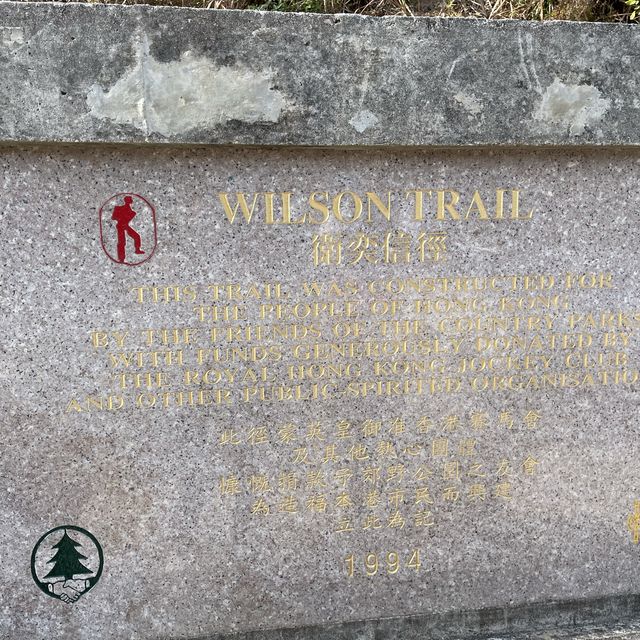 WILSON TRAIL
衞奕信徑
THIS TRAIL WAS CONSTRUCTED FOR
THE PEOPLE OF HONG KONG
BY THE FRIENDS OF THE COUNTRY PARKS
WITH FUNDS GENEROUSLY DONATED BY
THE ROYAL HONG KONG JOCKEY CLUB
AND OTHER PUBLIC-SPIRITED ORGANISATIO
此徑蒙英皇御准香港賽馬會
及其他熱心團體
慷慨捐款予郊野公園之友會
為造福本港市民而興建
立此為記
1994